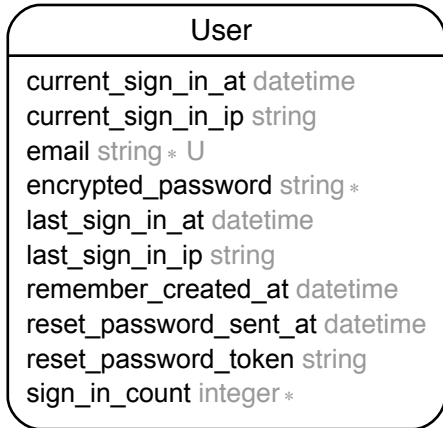 User
current_sign_in_at datetime
current_sign_in_ip string
email string * U
encrypted_password string *
last_sign_in_at datetime
last_sign_in_ip string
remember_created_at datetime
reset_password_sent_at datetime
reset_password_token string
sign_in_count integer *